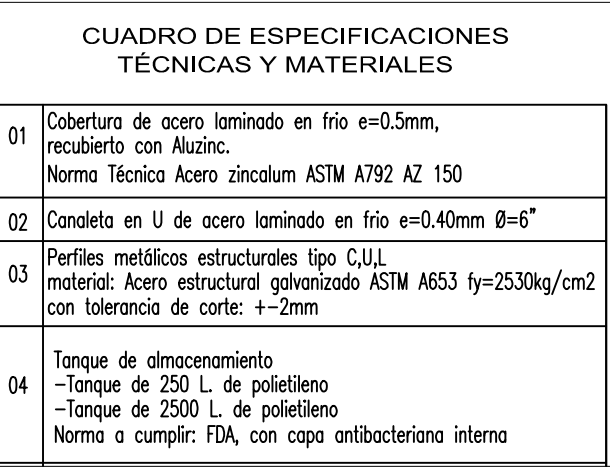 CUADRO DE ESPECIFICACIONES
TÉCNICAS Y MATERIALES
01 Cobertura de acero laminado en frio e=0.5mm,
recubierto con Aluzinc.
Norma Técnica Acero zincalum ASTM A792 AZ 150
02 Canaleta en U de acero laminado en frio e=0.40mm Ø=6"
03 Perfiles metálicos estructurales tipo C,U,L
material: Acero estructural galvanizado ASTM A653 fy=2530kg/cm2
con tolerancia de corte: +-2mm
04 Tanque de almacenamiento
-Tanque de 250 L. de polietileno
-Tanque de 2500 L. de polietileno
Norma a cumplir: FDA, con capa antibacteriana interna